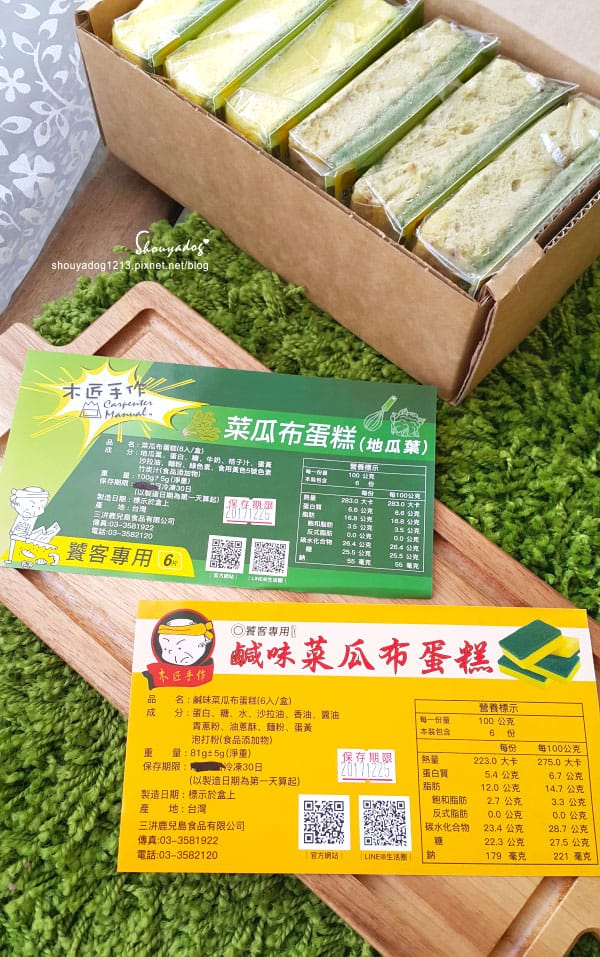 Shouyadog
shouyadog1213.pixnet.net/blog
木匠手作
Carpenter
Manual
菜瓜布蛋糕(地瓜葉)
品　名：菜瓜布蛋糕(6入/盒)
成　分：地瓜葉、蛋白、糖、牛奶、桔子汁、蛋黃
沙拉油、麵粉、綠色素、食用黃色5號色素
竹炭汁(食品添加物)
重　量：100g± 5g (淨重)
保存期限：冷凍30日
(以製造日期為第一天算起)
製造日期：標示於盒上
產　地：台灣
三洪鹿兒島食品有限公司
傳真:03-3581922
電話:03-3582120
饕客專用 6片
保存期限
20171225
官方網站
LINE@生活圈
營養標示
每一份量 100 公克
本裝包含 6 份
每份 每100公克
熱量 283.0 大卡 283.0 大卡
蛋白質 6.6 公克 6.6 公克
脂肪 16.8 公克 16.8 公克
飽和脂肪 3.5 公克 3.5 公克
反式脂肪 0.0 公克 0.0 公克
碳水化合物 26.4 公克 26.4 公克
糖 25.5 公克 25.5 公克
鈉 55 毫克 55 毫克
木匠手作
◎饕客專用
鹹味菜瓜布蛋糕
品　名：鹹味菜瓜布蛋糕(6入/盒)
成　分：蛋白、糖、水、沙拉油、香油、醬油
青蔥粉、油蔥酥、麵粉、蛋黃
泡打粉(食品添加物)
重　量：81g± 5g(淨重)
保存期限：冷凍30日
(以製造日期為第一天算起)
製造日期：標示於盒上
產　地：台灣
三洪鹿兒島食品有限公司
傳真:03-3581922
電話:03-3582120
保存期限
20171225
官方網站
LINE@生活圈
營養標示
每一份量 100 公克
本裝包含 6 份
每份 每100公克
熱量 223.0 大卡 275.0 大卡
蛋白質 5.4 公克 6.7 公克
脂肪 12.0 公克 14.7 公克
飽和脂肪 2.7 公克 3.3 公克
反式脂肪 0.0 公克 0.0 公克
碳水化合物 23.4 公克 28.7 公克
糖 22.3 公克 27.5 公克
鈉 179 毫克 221 毫克